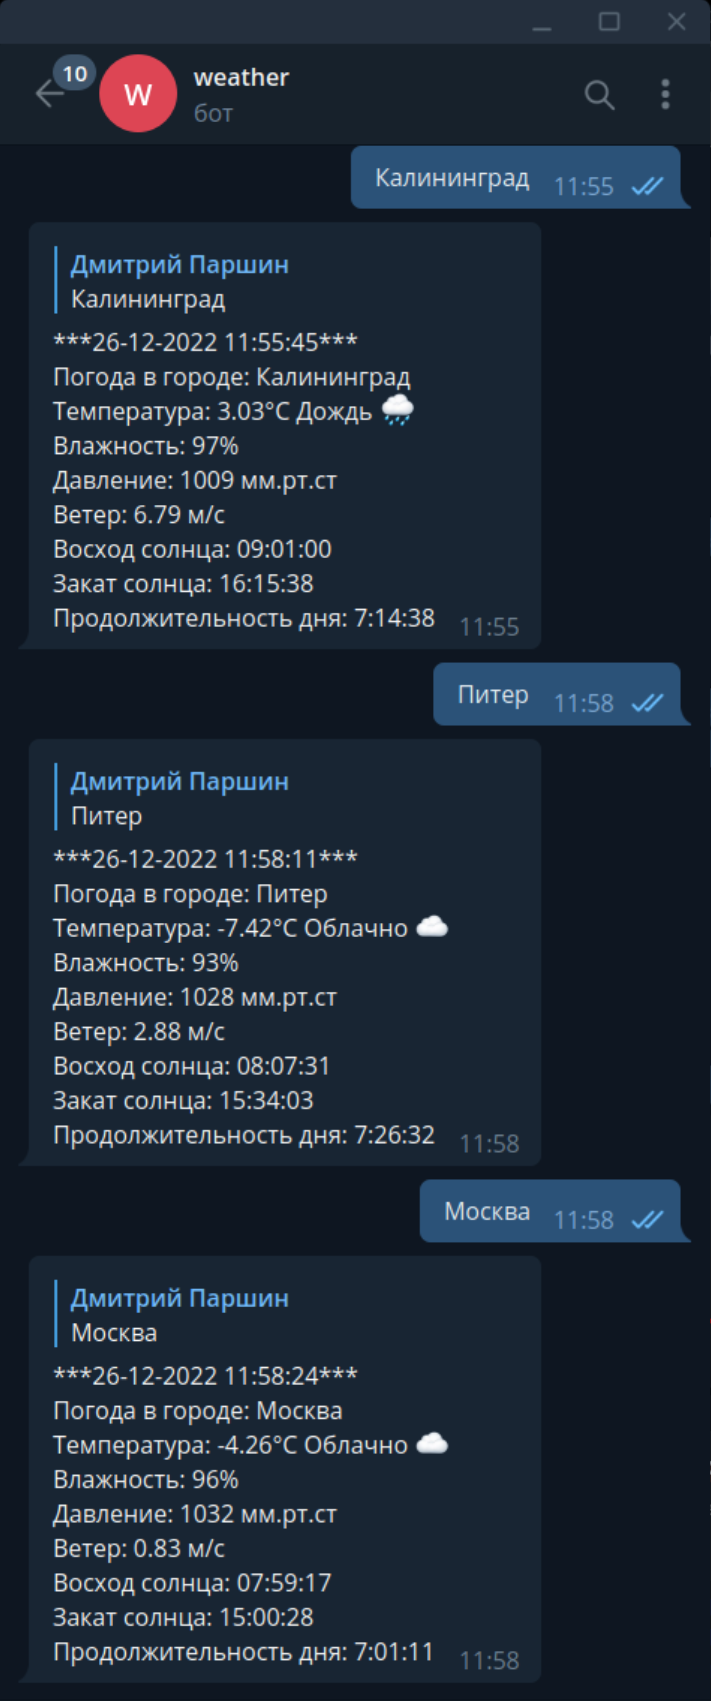 10
W
weather
бот
Калининград 11:55
Дмитрий Паршин
Калининград
***26-12-2022 11:55:45***
Погода в городе: Калининград
Температура: 3.03°C Дождь 🌧
Влажность: 97%
Давление: 1009 мм.рт.ст
Ветер: 6.79 м/с
Восход солнца: 09:01:00
Закат солнца: 16:15:38
Продолжительность дня: 7:14:38 11:55
Питер 11:58
Дмитрий Паршин
Питер
***26-12-2022 11:58:11***
Погода в городе: Питер
Температура: -7.42°C Облачно ☁
Влажность: 93%
Давление: 1028 мм.рт.ст
Ветер: 2.88 м/с
Восход солнца: 08:07:31
Закат солнца: 15:34:03
Продолжительность дня: 7:26:32 11:58
Москва 11:58
Дмитрий Паршин
Москва
***26-12-2022 11:58:24***
Погода в городе: Москва
Температура: -4.26°C Облачно ☁
Влажность: 96%
Давление: 1032 мм.рт.ст
Ветер: 0.83 м/с
Восход солнца: 07:59:17
Закат солнца: 15:00:28
Продолжительность дня: 7:01:11 11:58